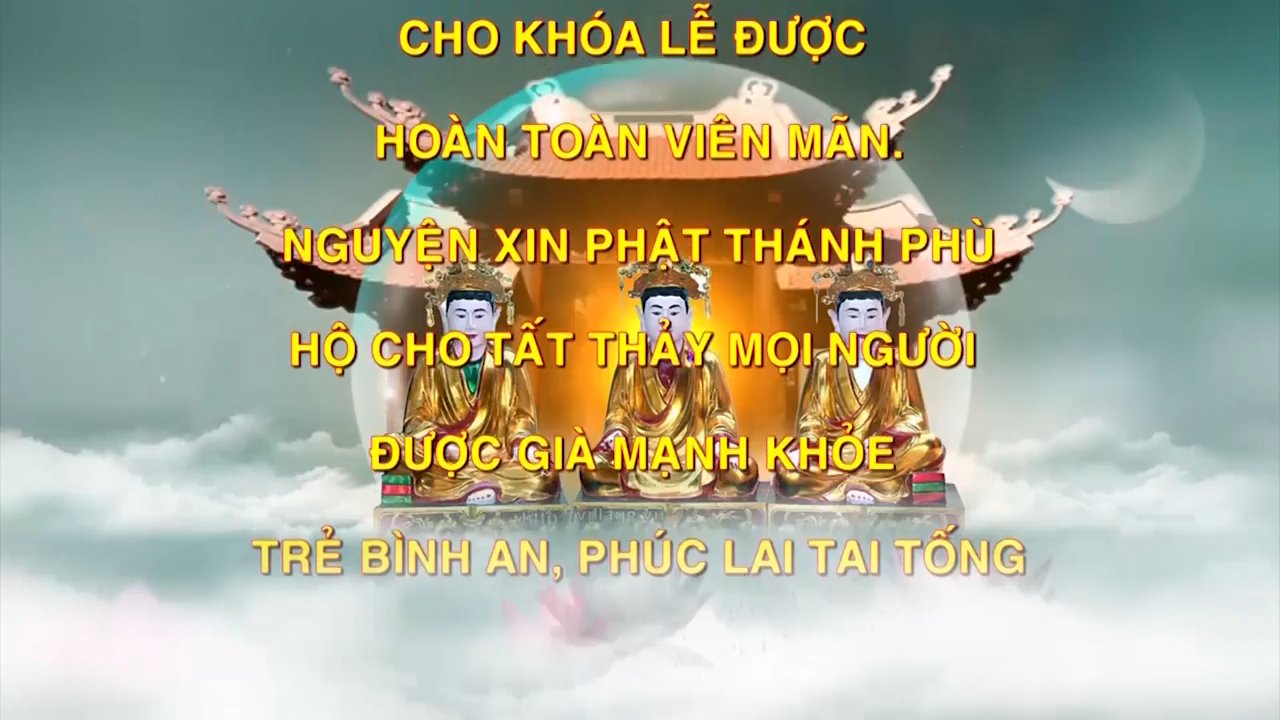 CHO KHÓA LỄ ĐƯỢC
HOÀN TOÀN VIÊN MÃN.
NGUYỆN XIN PHẬT THÁNH PHÙ
HỘ CHO TẤT THẢY MỌI NGƯỜI
ĐƯỢC GIÀ MẠNH KHỎE
TRẺ BÌNH AN, PHÚC LAI TAI TỐNG